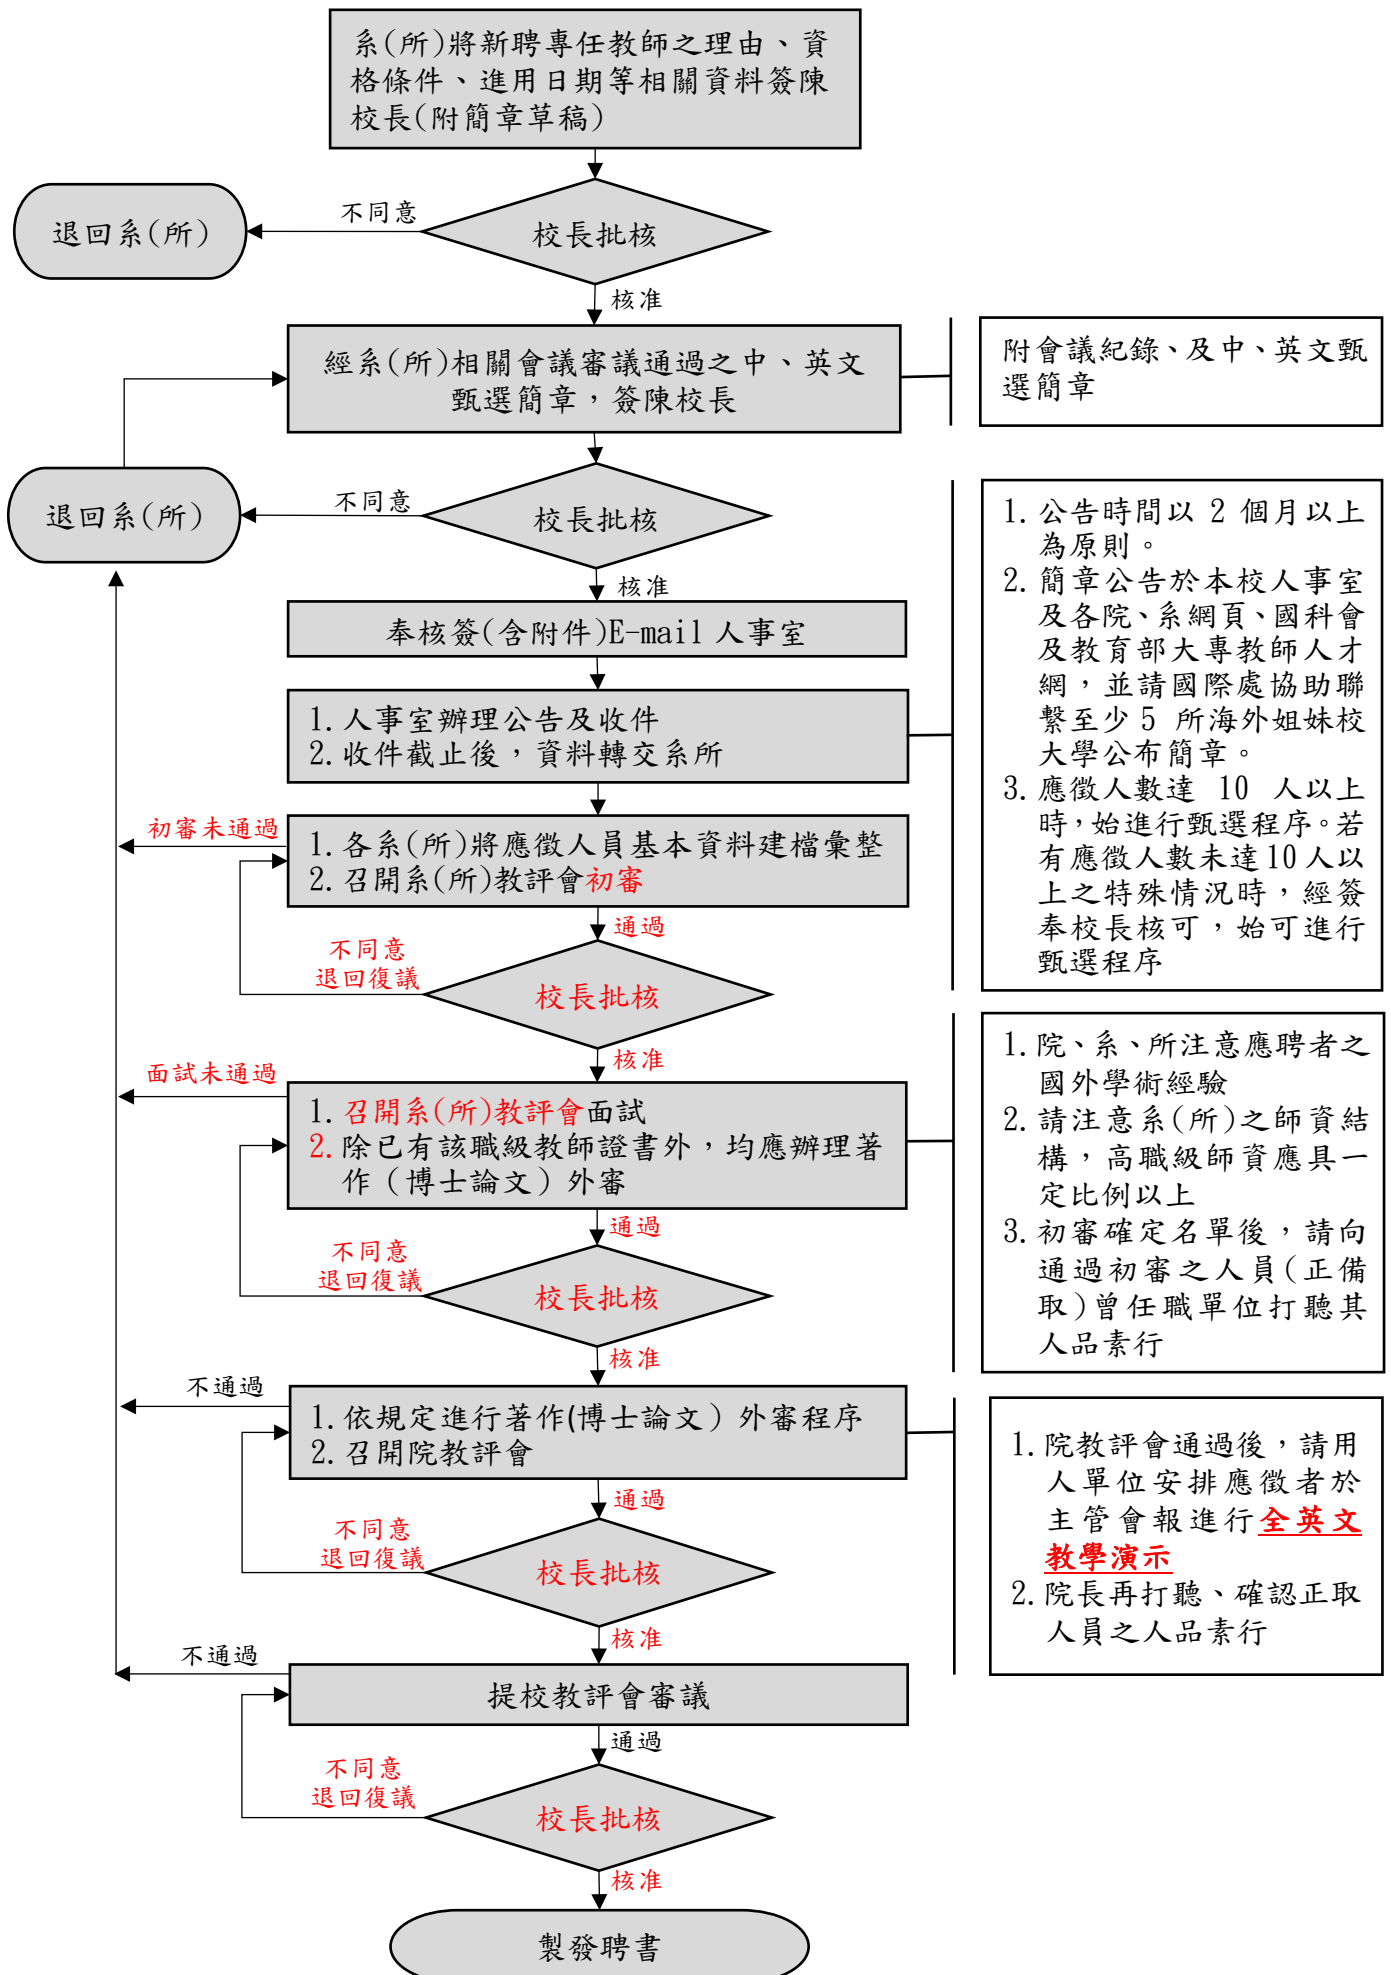 系(所)將新聘專任教師之理由、資
格條件、進用日期等相關資料簽陳
校長(附簡章草稿)
不同意
退回系(所)
校長批核
核准
經系(所)相關會議審議通過之中、英文
甄選簡章，簽陳校長
附會議紀錄、及中、英文甄
選簡章
不同意
退回系(所)
校長批核
核准
奉核簽(含附件)E-mail 人事室
1. 人事室辦理公告及收件
2. 收件截止後，資料轉交系所
1. 公告時間以 2 個月以上
為原則。
2. 簡章公告於本校人事室
及各院、系網頁、國科會
及教育部大專教師人才
網，並請國際處協助聯
繫至少 5 所海外姐妹校
大學公布簡章。
3. 應徵人數達 10 人以上
時，始進行甄選程序。若
有應徵人數未達 10 人以
上之特殊情況時，經簽
奉校長核可，始可進行
甄選程序
初審未通過
1. 各系(所)將應徵人員基本資料建檔彙整
2. 召開系(所)教評會初審
通過
不同意
退回復議
校長批核
核准
面試未通過
1. 召開系(所)教評會面試
2. 除已有該職級教師證書外，均應辦理著
作（博士論文）外審
1. 院、系、所注意應聘者之
國外學術經驗
2. 請注意系(所)之師資結
構，高職級師資應具一
定比例以上
3. 初審確定名單後，請向
通過初審之人員(正備
取)曾任職單位打聽其
人品素行
通過
不同意
退回復議
校長批核
核准
不通過
1. 依規定進行著作(博士論文）外審程序
2. 召開院教評會
1. 院教評會通過後，請用
人單位安排應徵者於
主管會報進行全英文
教學演示
2. 院長再打聽、確認正取
人員之人品素行
通過
不同意
退回復議
校長批核
核准
不通過
提校教評會審議
通過
不同意
退回復議
校長批核
核准
製發聘書